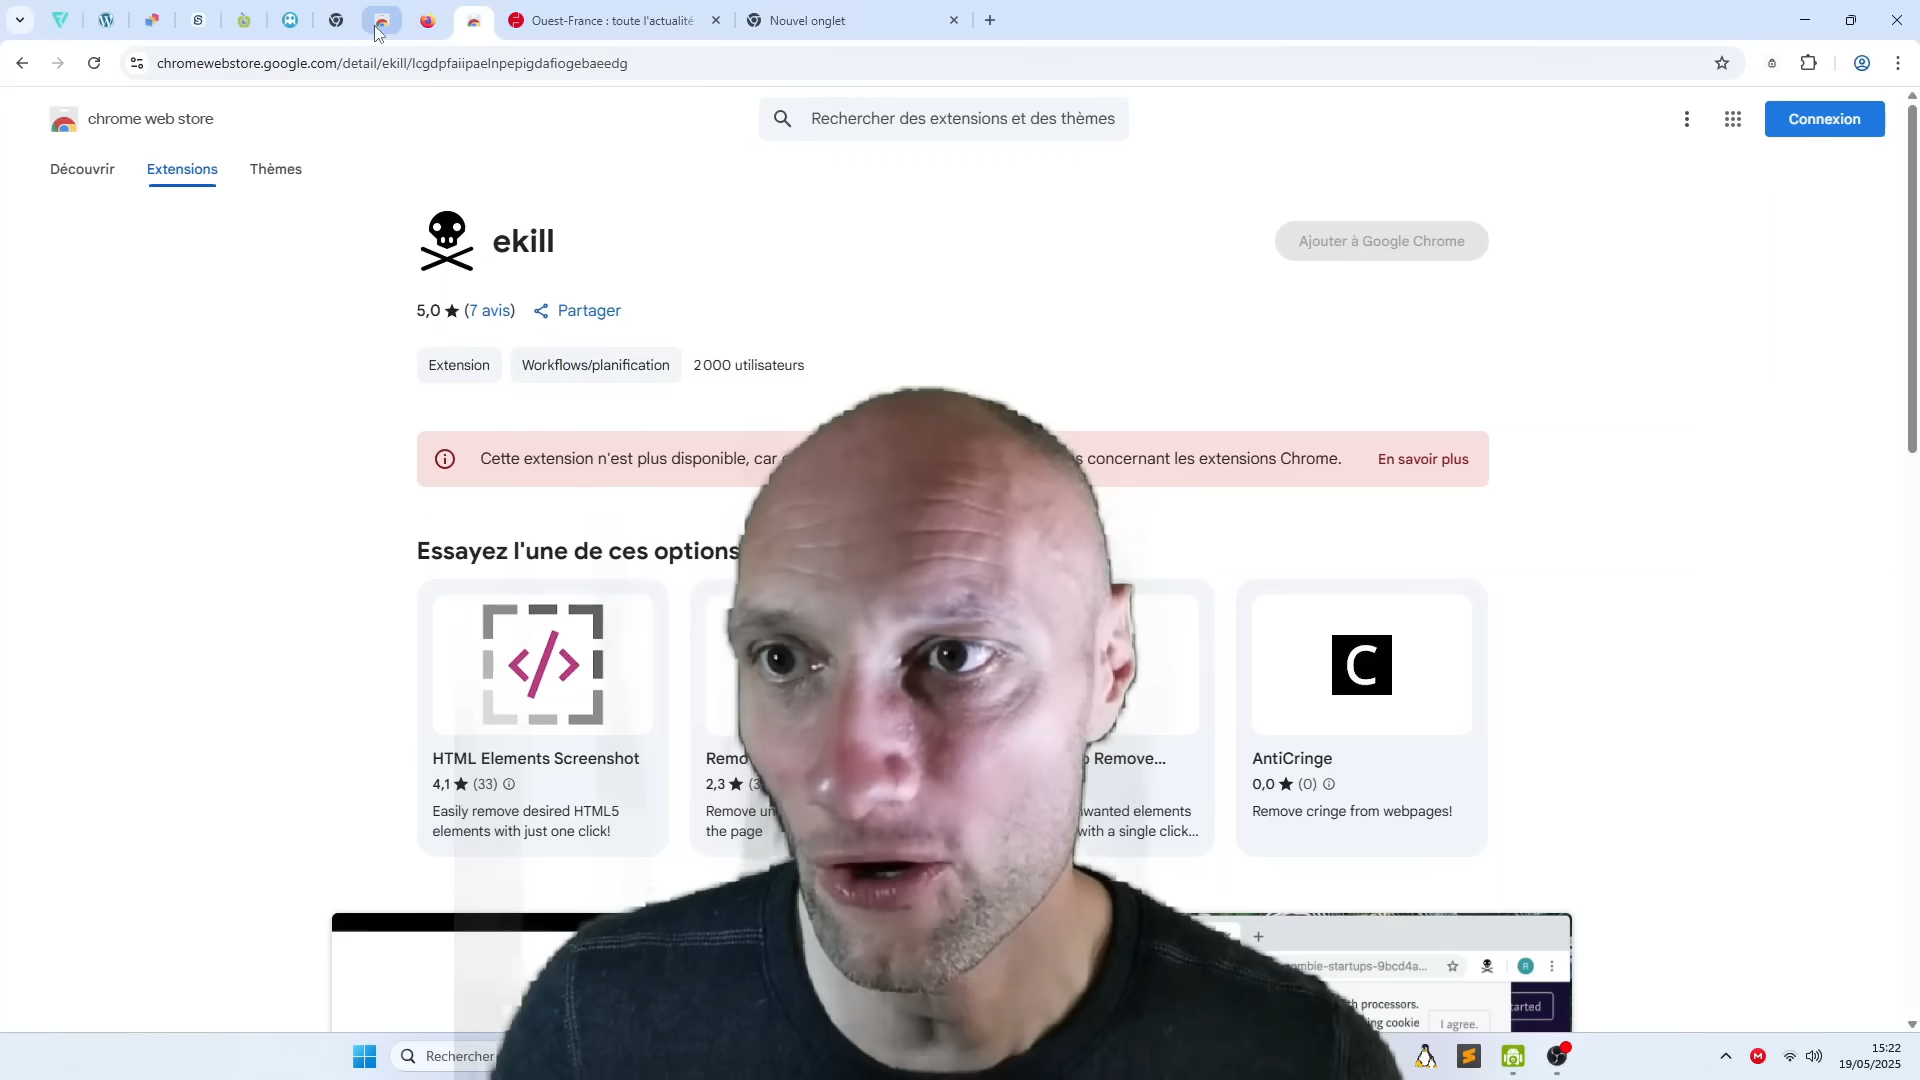 Ouest-France : toute l'actualité
Nouvel onglet
chromewebstore.google.com/detail/ekill/lcgdpfaiipaelnpepigdafiogebaeedg
chrome web store
Rechercher des extensions et des thèmes
Connexion
Découvrir
Extensions
Thèmes
ekill
Ajouter à Google Chrome
5,0 ★ (7 avis)
Partager
Extension
Workflows/planification
2 000 utilisateurs
Cette extension n'est plus disponible, car
concernant les extensions Chrome.
En savoir plus
Essayez l'une de ces options
HTML Elements Screenshot
4,1 ★ (33)
Easily remove desired HTML5
elements with just one click!
2,3 ★
Remove
the page
Remove...
elements
with a single click...
C
AntiCringe
0,0 ★ (0)
Remove cringe from webpages!
R
processors.
cookie
I agree.
Rechercher
M
15:22
19/05/2025